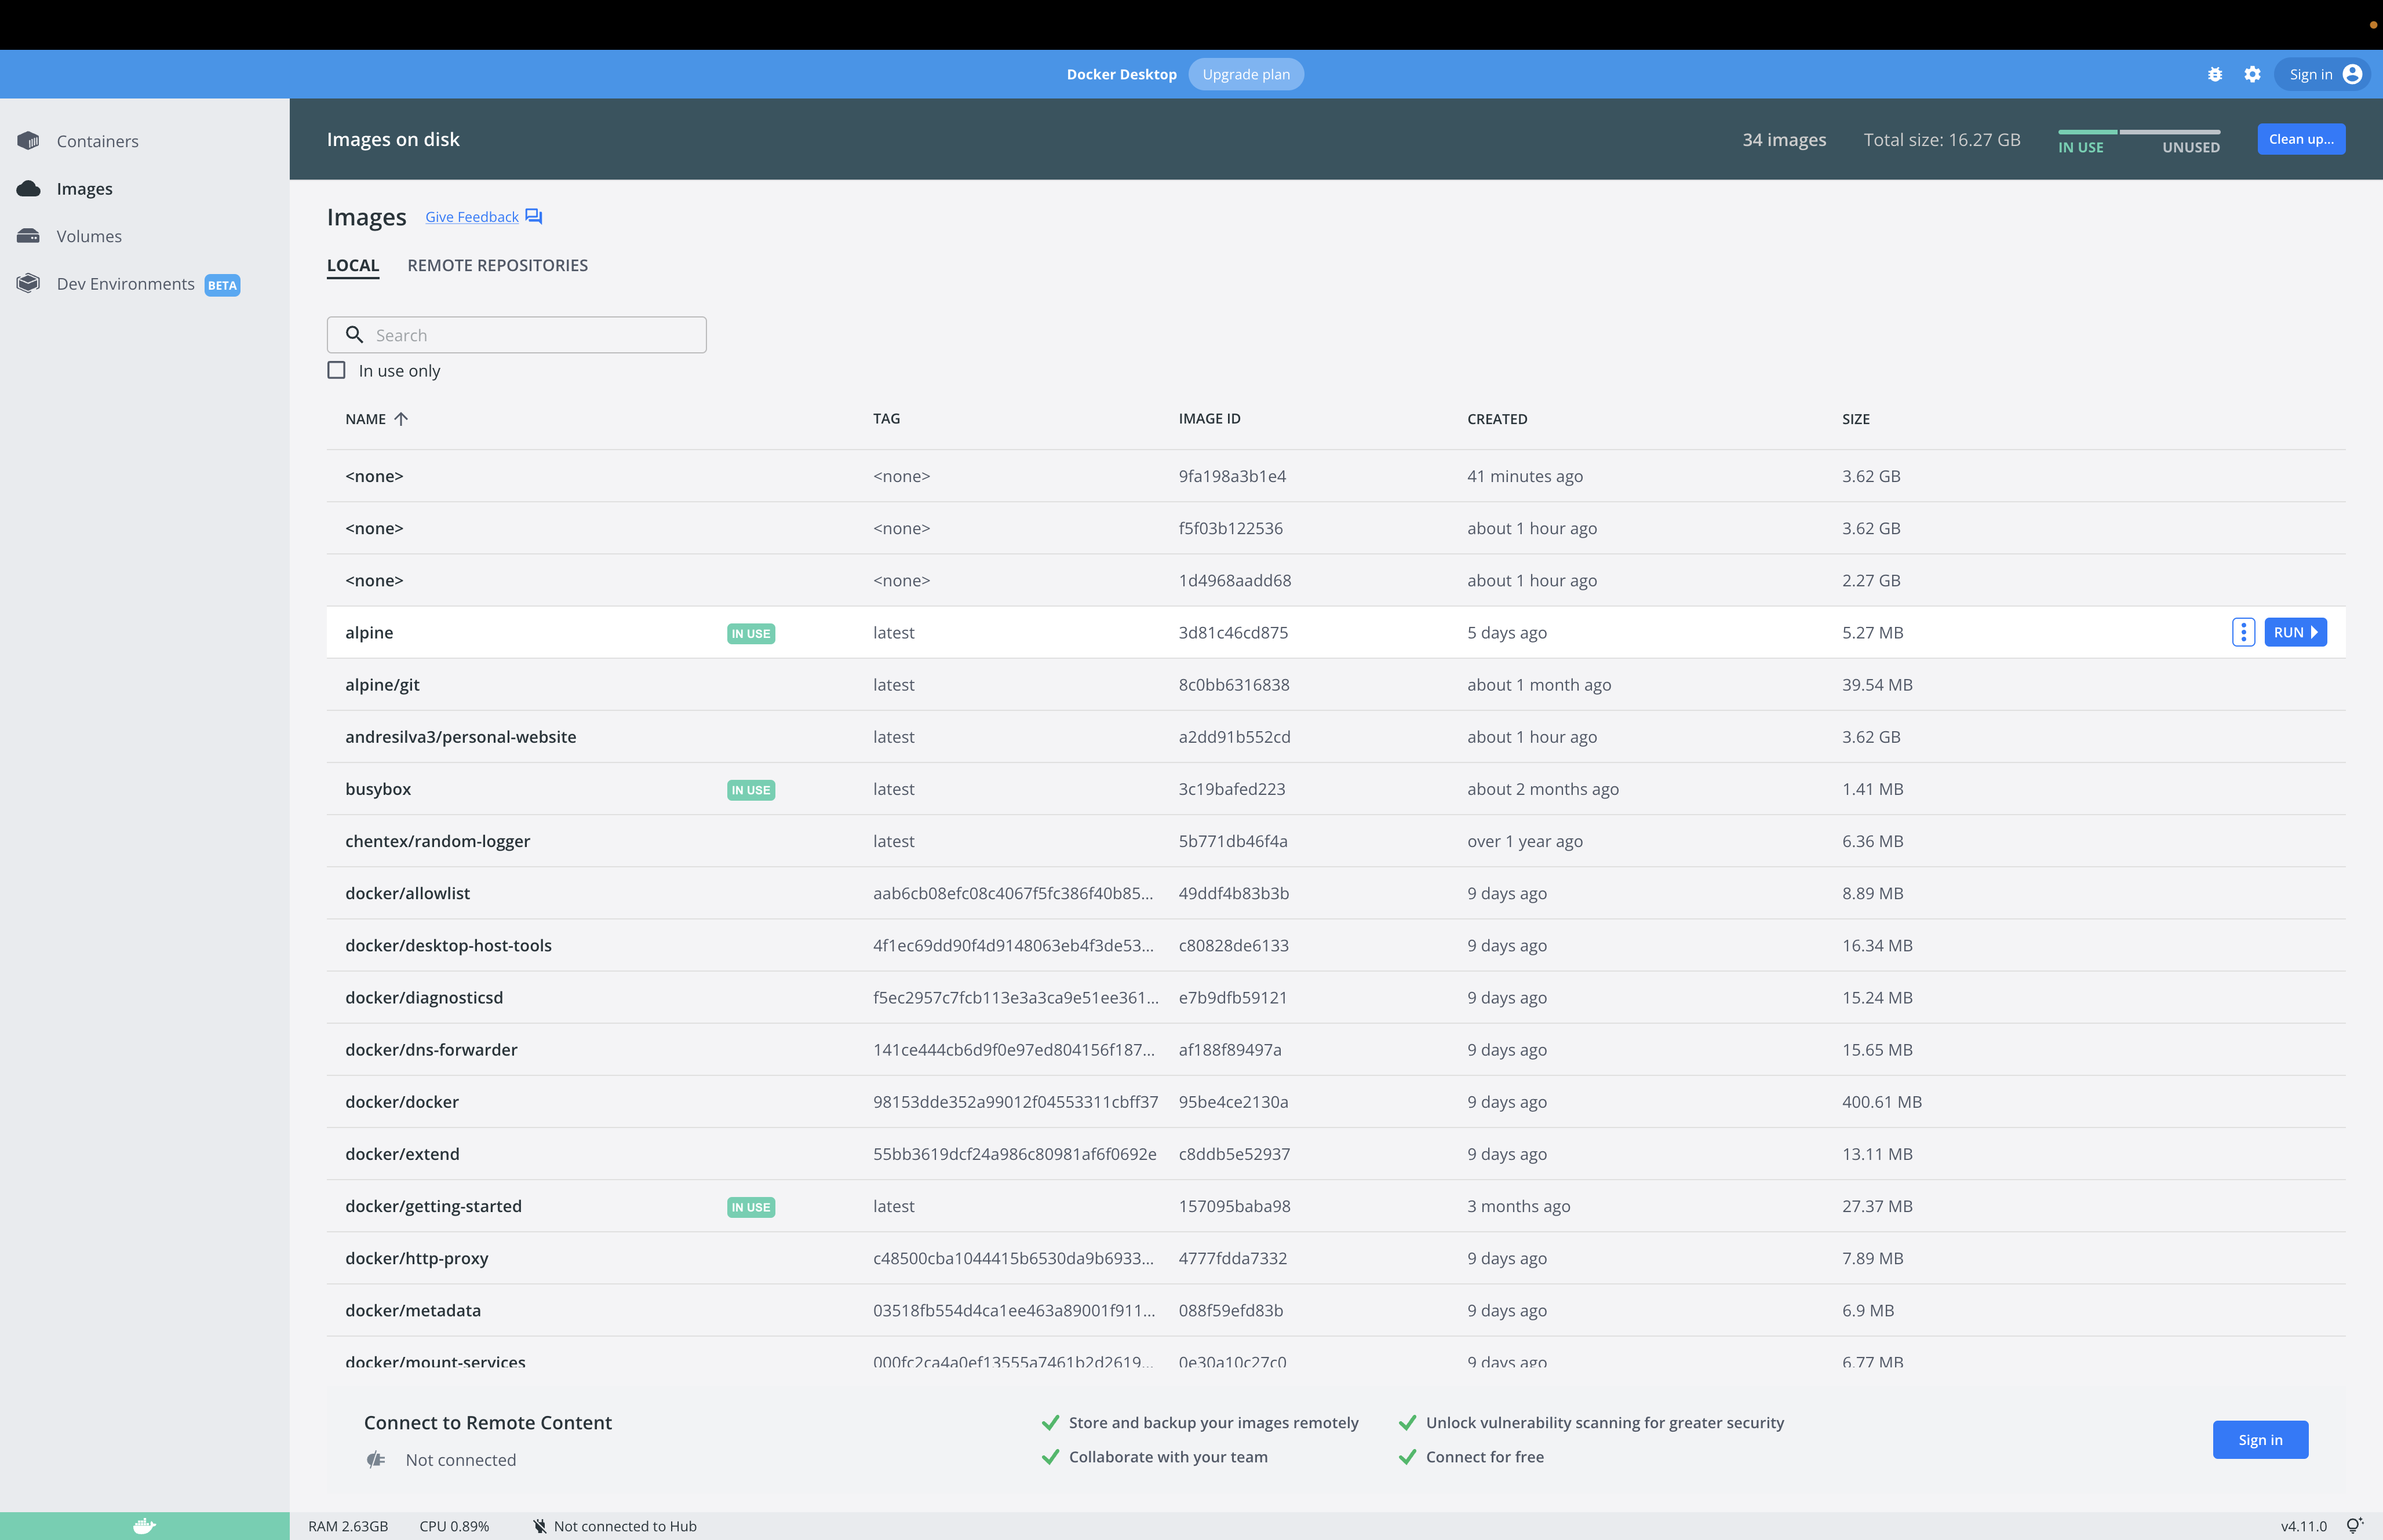 Docker Desktop Upgrade plan Sign in
Containers
Images
Volumes
Dev Environments BETA
Images on disk 34 images Total size: 16.27 GB IN USE UNUSED Clean up...
Images Give Feedback
LOCAL REMOTE REPOSITORIES
Search
In use only
NAME TAG IMAGE ID CREATED SIZE
<none> <none> 9fa198a3b1e4 41 minutes ago 3.62 GB
<none> <none> f5f03b122536 about 1 hour ago 3.62 GB
<none> <none> 1d4968aadd68 about 1 hour ago 2.27 GB
alpine IN USE latest 3d81c46cd875 5 days ago 5.27 MB RUN
alpine/git latest 8c0bb6316838 about 1 month ago 39.54 MB
andresilva3/personal-website latest a2dd91b552cd about 1 hour ago 3.62 GB
busybox IN USE latest 3c19bafed223 about 2 months ago 1.41 MB
chentex/random-logger latest 5b771db46f4a over 1 year ago 6.36 MB
docker/allowlist aab6cb08efc08c4067f5fc386f40b85... 49ddf4b83b3b 9 days ago 8.89 MB
docker/desktop-host-tools 4f1ec69dd90f4d9148063eb4f3de53... c80828de6133 9 days ago 16.34 MB
docker/diagnosticsd f5ec2957c7fcb113e3a3ca9e51ee361... e7b9dfb59121 9 days ago 15.24 MB
docker/dns-forwarder 141ce444cb6d9f0e97ed804156f187... af188f89497a 9 days ago 15.65 MB
docker/docker 98153dde352a99012f04553311cbff37 95be4ce2130a 9 days ago 400.61 MB
docker/extend 55bb3619dcf24a986c80981af6f0692e c8ddb5e52937 9 days ago 13.11 MB
docker/getting-started IN USE latest 157095baba98 3 months ago 27.37 MB
docker/http-proxy c48500cba1044415b6530da9b6933... 4777fdda7332 9 days ago 7.89 MB
docker/metadata 03518fb554d4ca1ee463a89001f911... 088f59efd83b 9 days ago 6.9 MB
docker/mount-services 000fc2ca4a0ef13555a7461b2d2619... 0e30a10c27c0 9 days ago 6.77 MB
Connect to Remote Content
Not connected
Store and backup your images remotely
Collaborate with your team
Unlock vulnerability scanning for greater security
Connect for free
Sign in
RAM 2.63GB CPU 0.89% Not connected to Hub v4.11.0